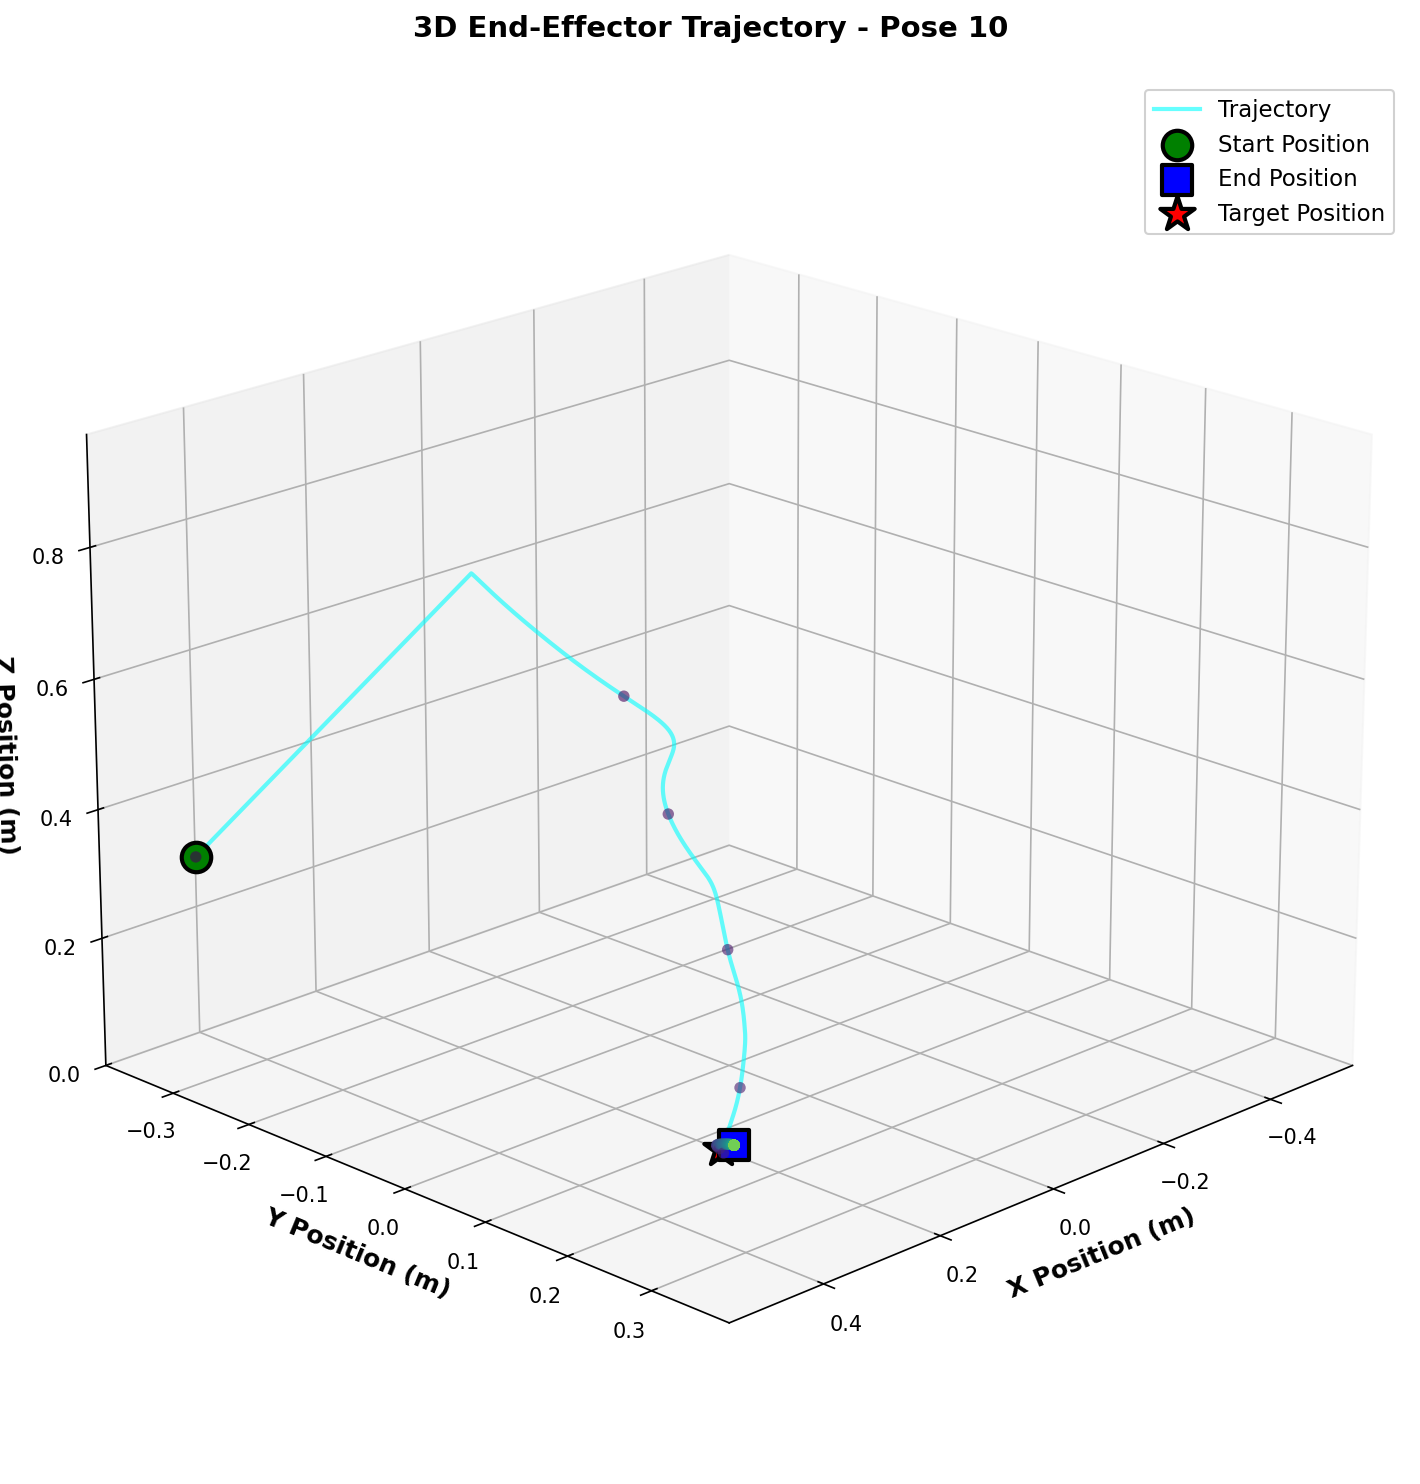 3D End-Effector Trajectory - Pose 10
Trajectory
Start Position
End Position
Target Position
0.8
0.6
0.4
0.2
0.0
Z Position (m)
−0.3
−0.2
−0.1
0.0
0.1
0.2
0.3
Y Position (m)
−0.4
−0.2
0.0
0.2
0.4
X Position (m)